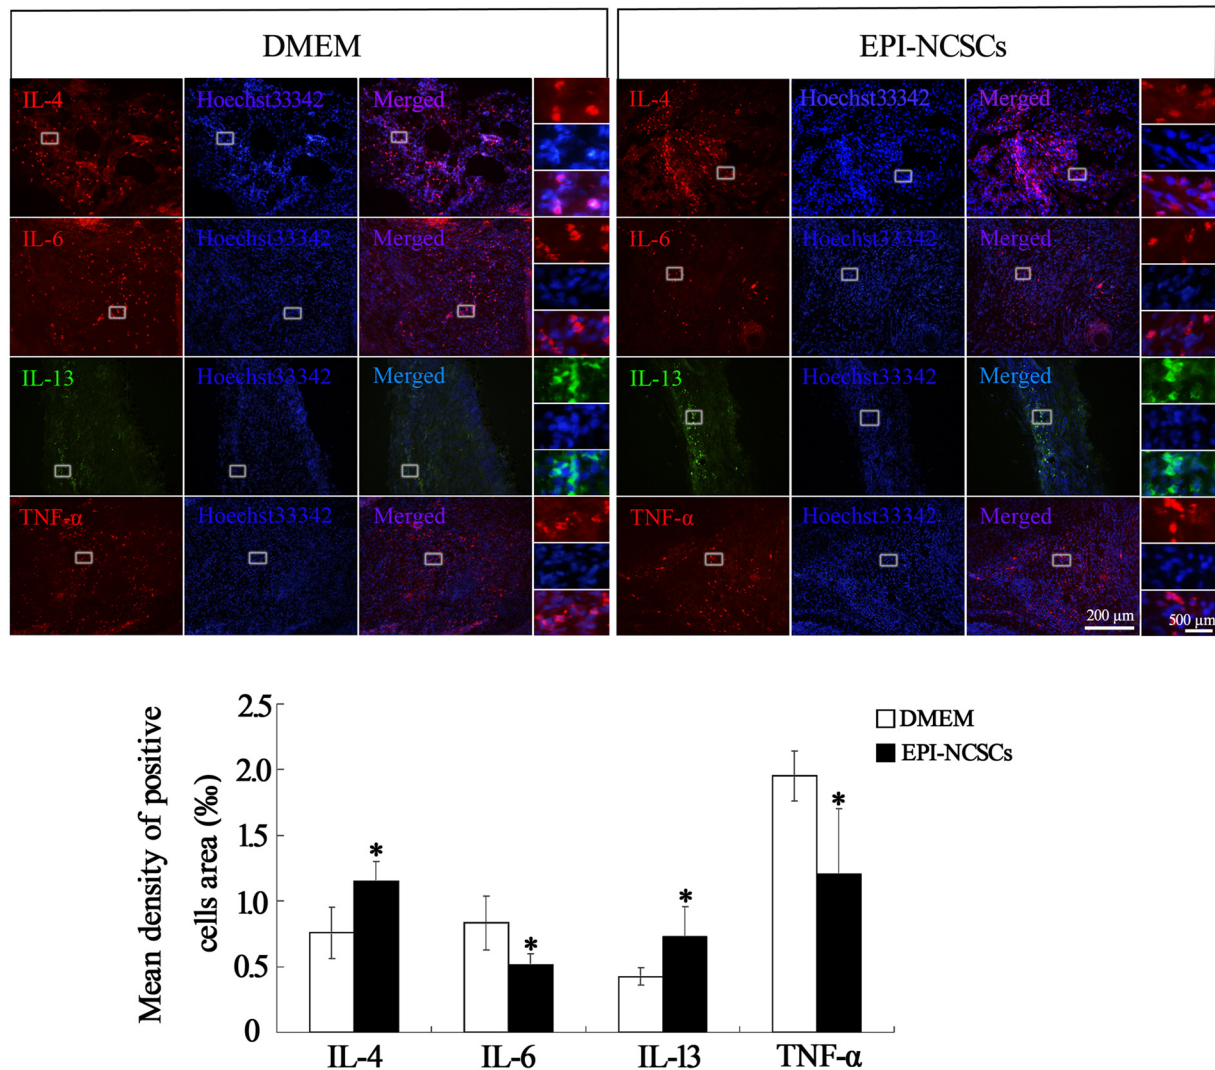 DMEM EPI-NCSCs
IL-4 Hoechst33342 Merged IL-4 Hoechst33342 Merged
IL-6 Hoechst33342 Merged IL-6 Hoechst33342 Merged
IL-13 Hoechst33342 Merged IL-13 Hoechst33342 Merged
TNF-α Hoechst33342 Merged TNF-α Hoechst33342 Merged
200 µm 500 µm
Mean density of positive
cells area (‰)
2.5
2.0
1.5
1.0
0.5
0
DMEM
EPI-NCSCs
* * * *
IL-4 IL-6 IL-13 TNF-α